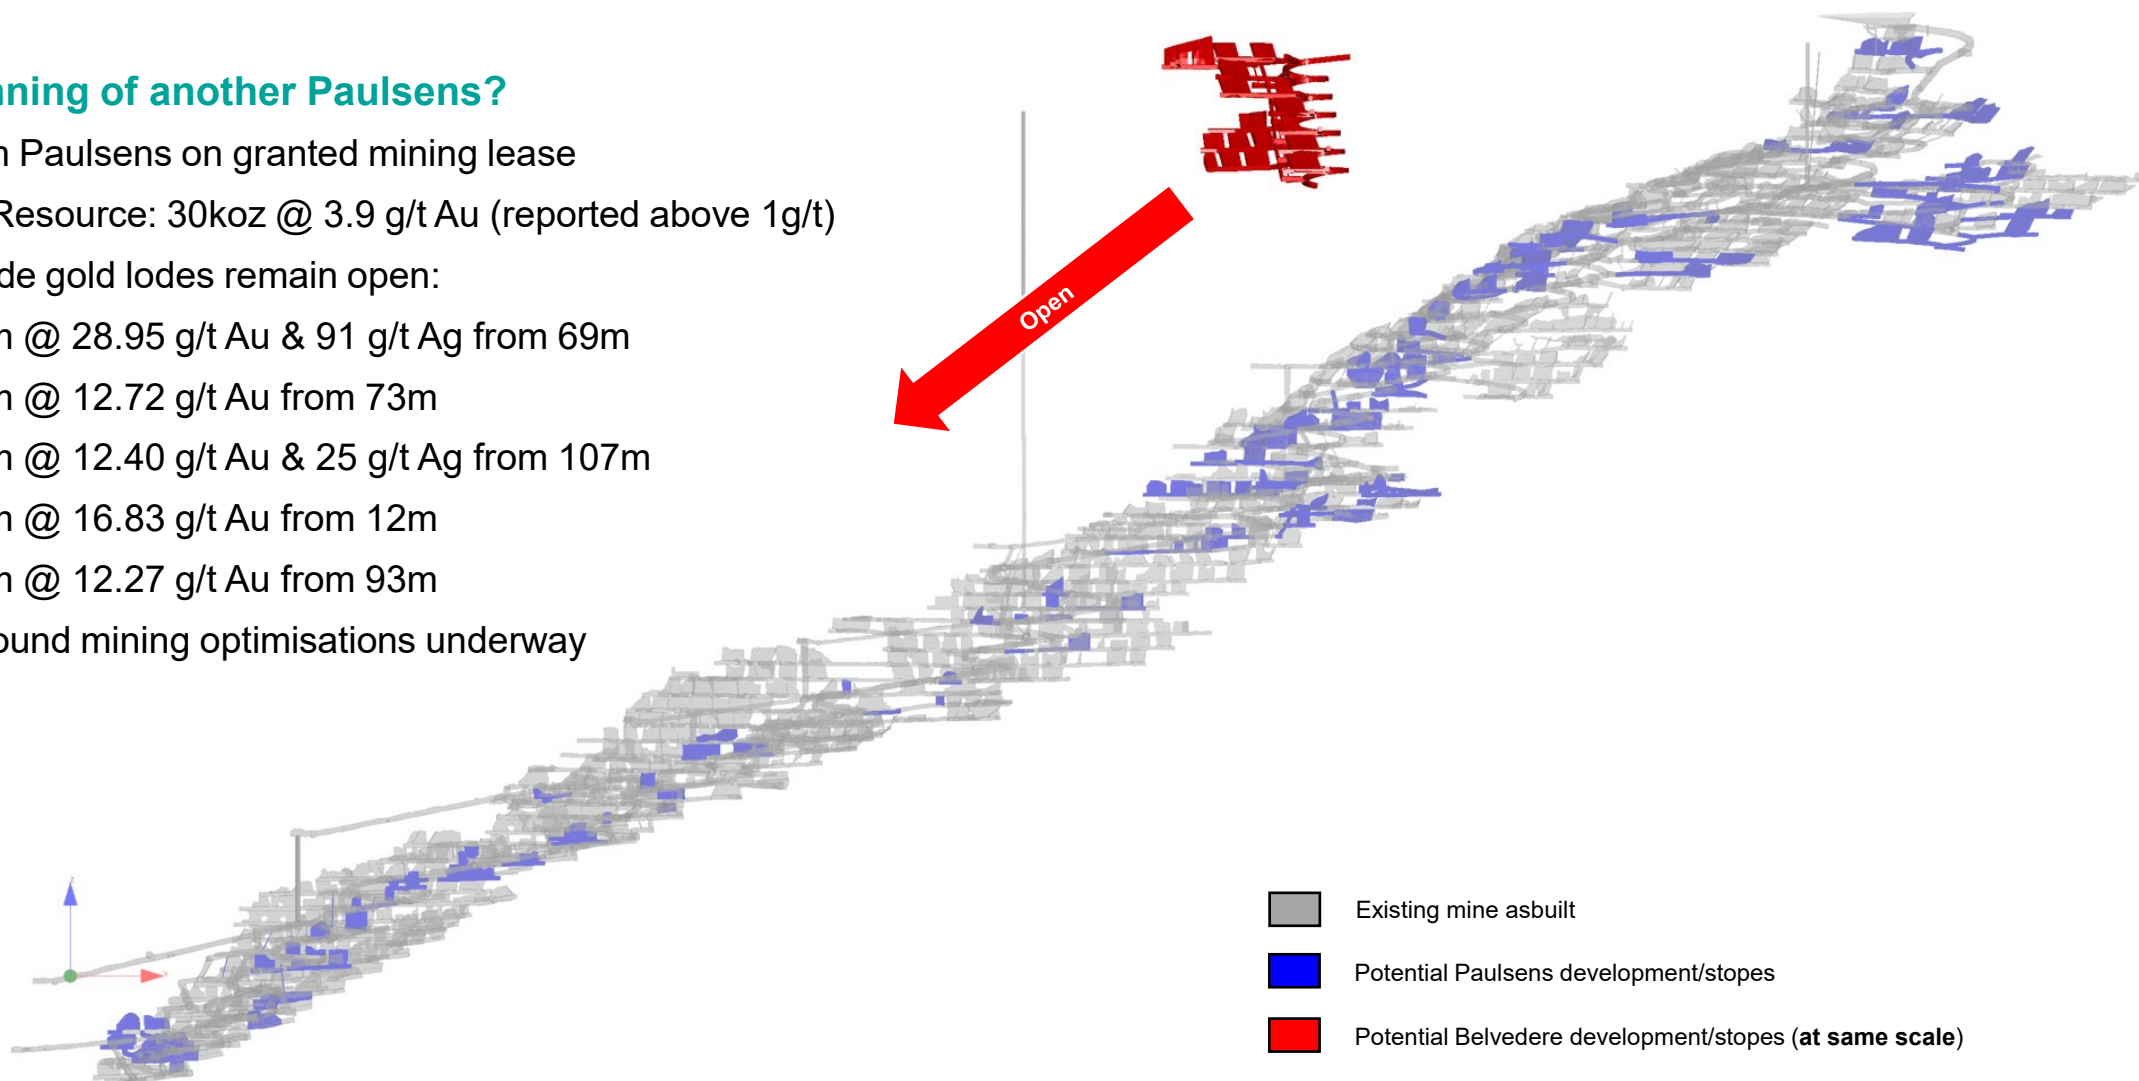 nning of another Paulsens?
n Paulsens on granted mining lease
Resource: 30koz @ 3.9 g/t Au (reported above 1g/t)
de gold lodes remain open:
n @ 28.95 g/t Au & 91 g/t Ag from 69m
n @ 12.72 g/t Au from 73m
n @ 12.40 g/t Au & 25 g/t Ag from 107m
n @ 16.83 g/t Au from 12m
n @ 12.27 g/t Au from 93m
ound mining optimisations underway
Open
z
x
Existing mine asbuilt
Potential Paulsens development/stopes
Potential Belvedere development/stopes (at same scale)